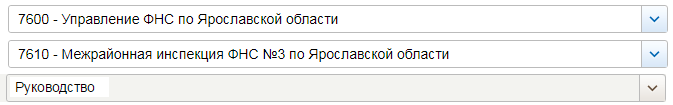 7600 - Управление ФНС по Ярославской области
7610 - Межрайонная инспекция ФНС №3 по Ярославской области
Руководство